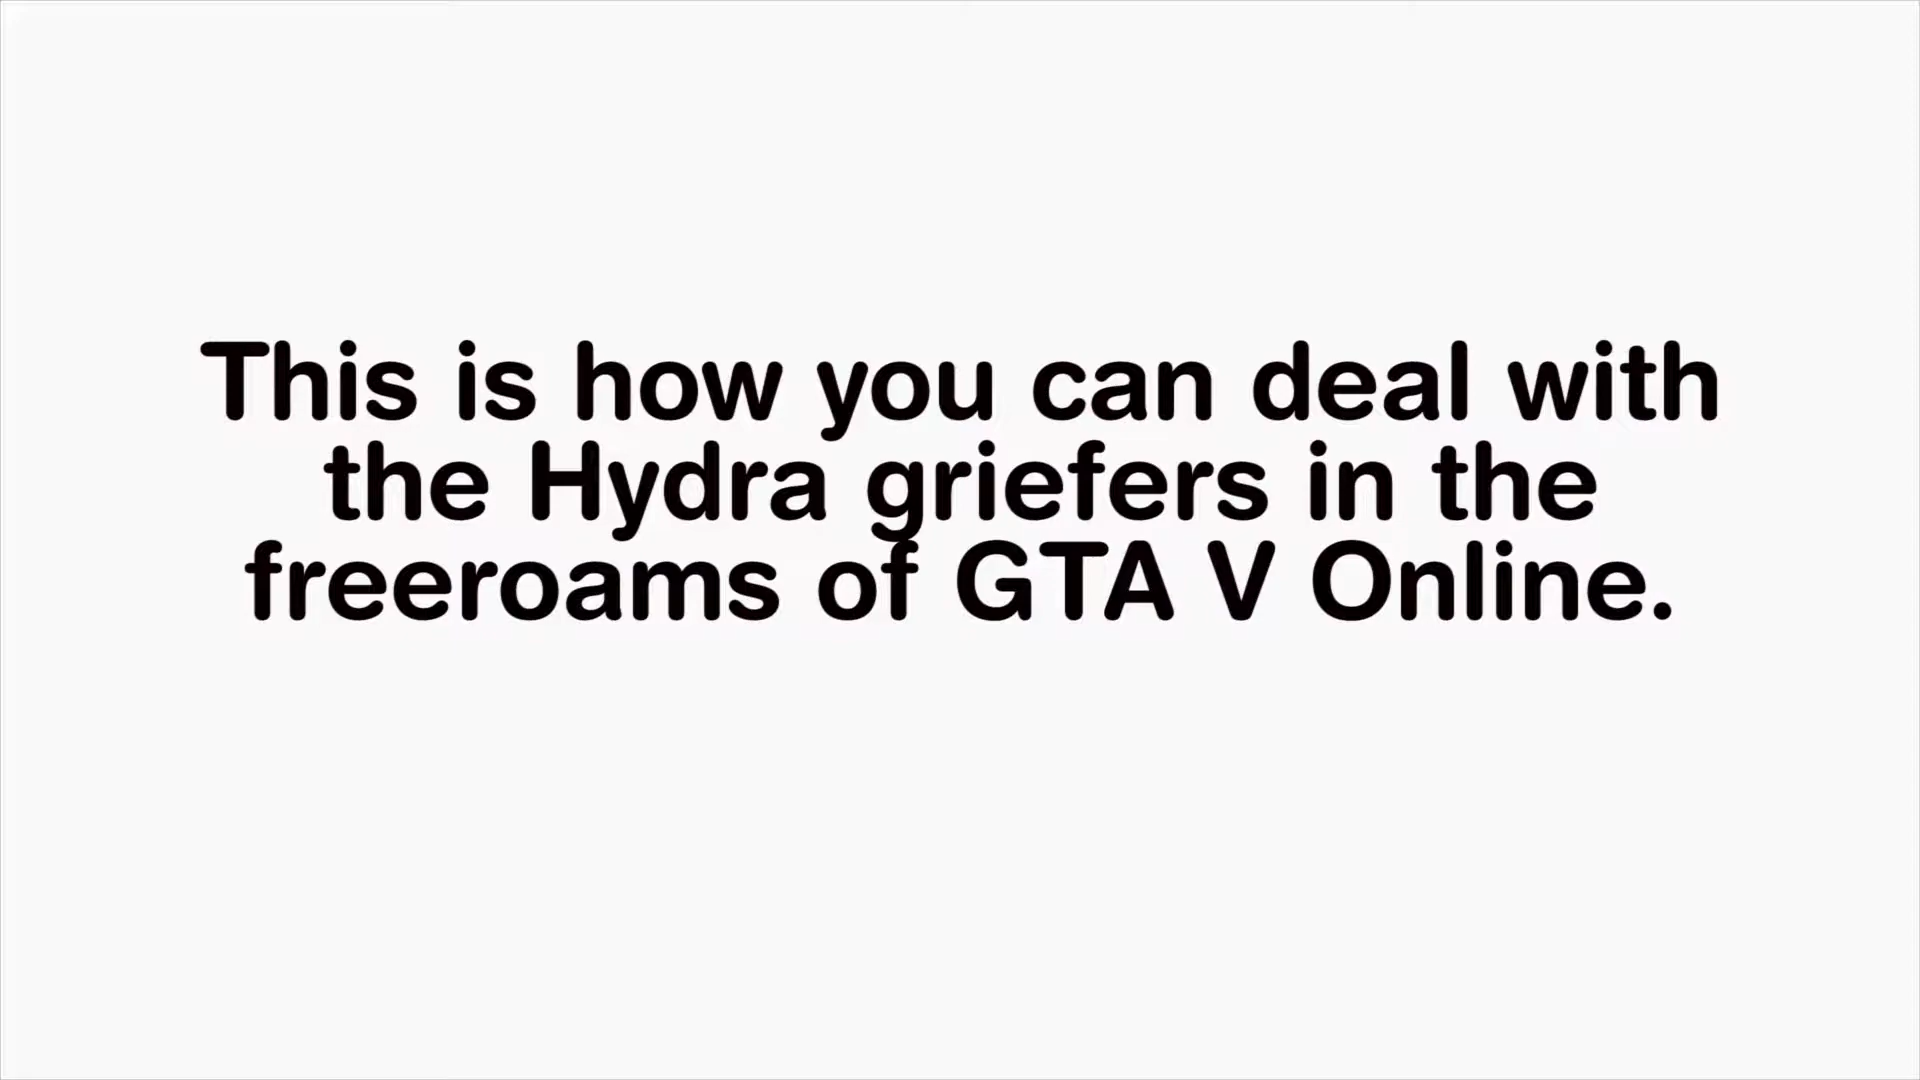 This is how you can deal with
the Hydra griefers in the
freeroams of GTA V Online.